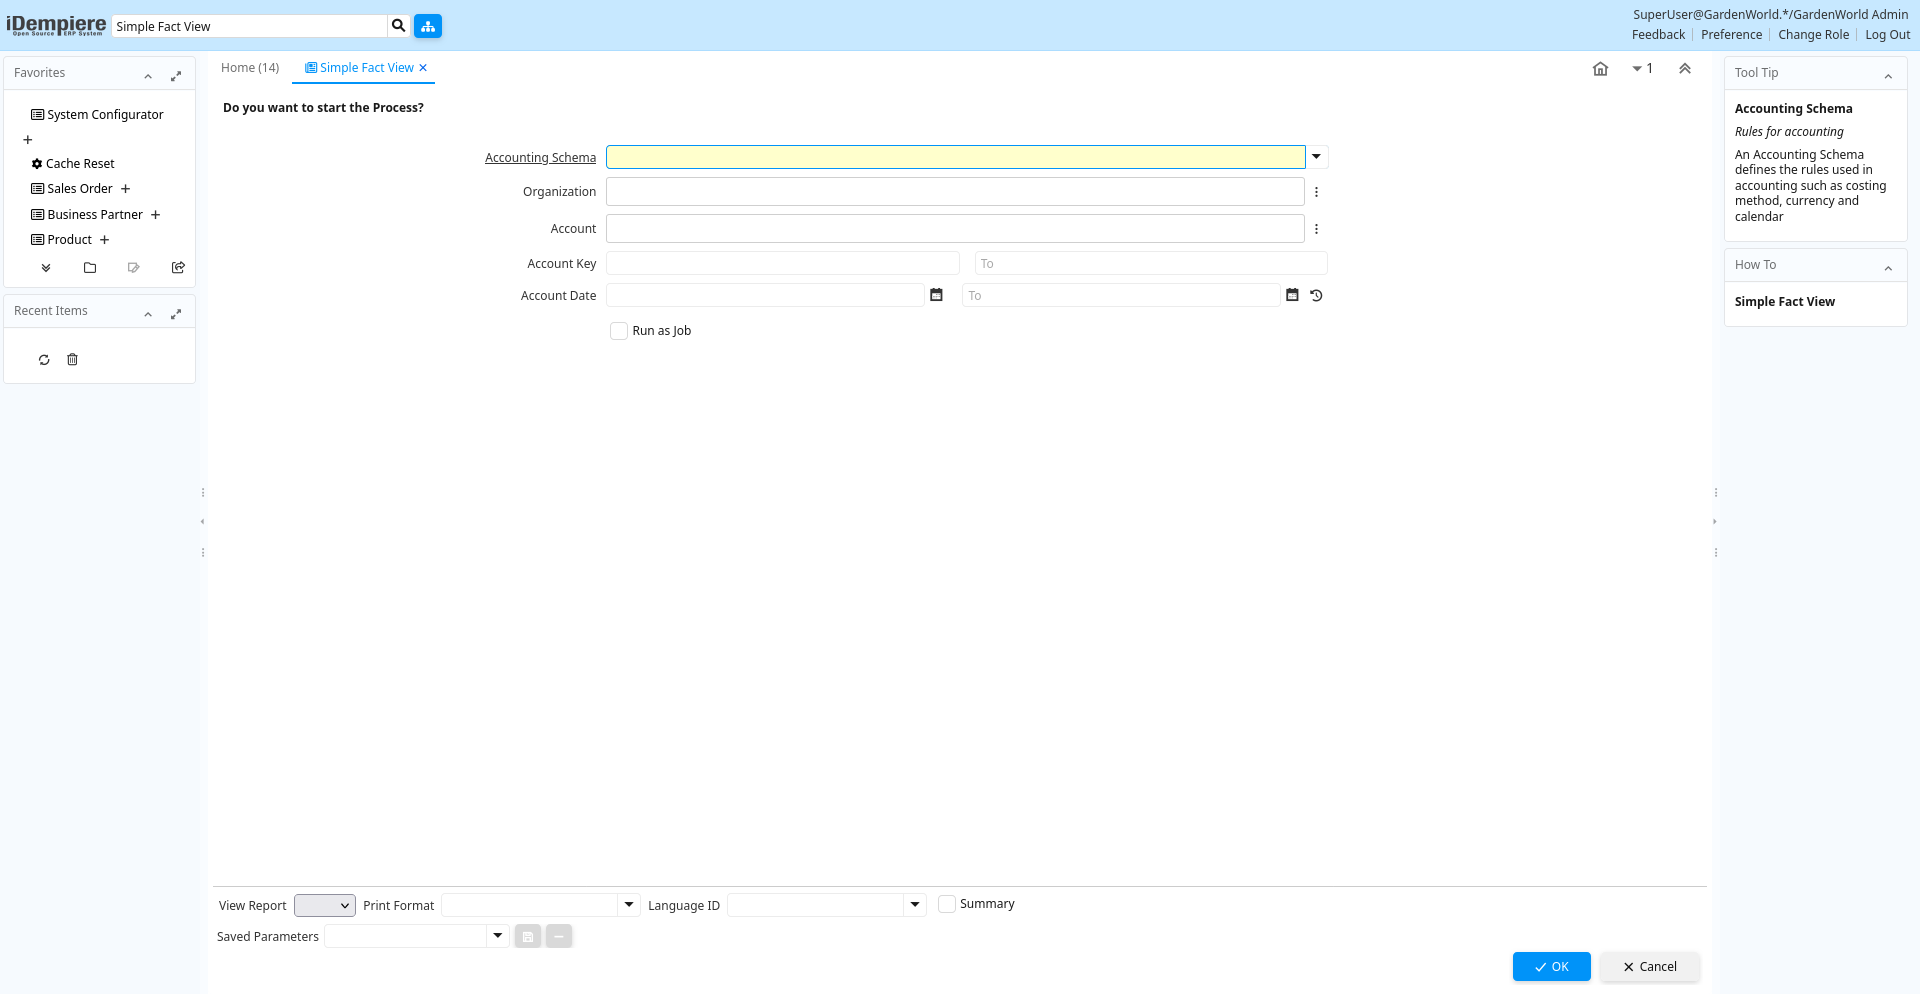 iDempiere
Open Source ERP System
Simple Fact View
SuperUser@GardenWorld.*/GardenWorld Admin
Feedback
Preference
Change Role
Log Out
Favorites
System Configurator
Cache Reset
Sales Order
Business Partner
Product
Recent Items
Home (14)
Simple Fact View
1
Do you want to start the Process?
Accounting Schema
Organization
Account
Account Key
To
Account Date
To
Run as Job
View Report
Print Format
Language ID
Summary
Saved Parameters
OK
Cancel
Tool Tip
Accounting Schema
Rules for accounting
An Accounting Schema
defines the rules used in
accounting such as costing
method, currency and
calendar
How To
Simple Fact View